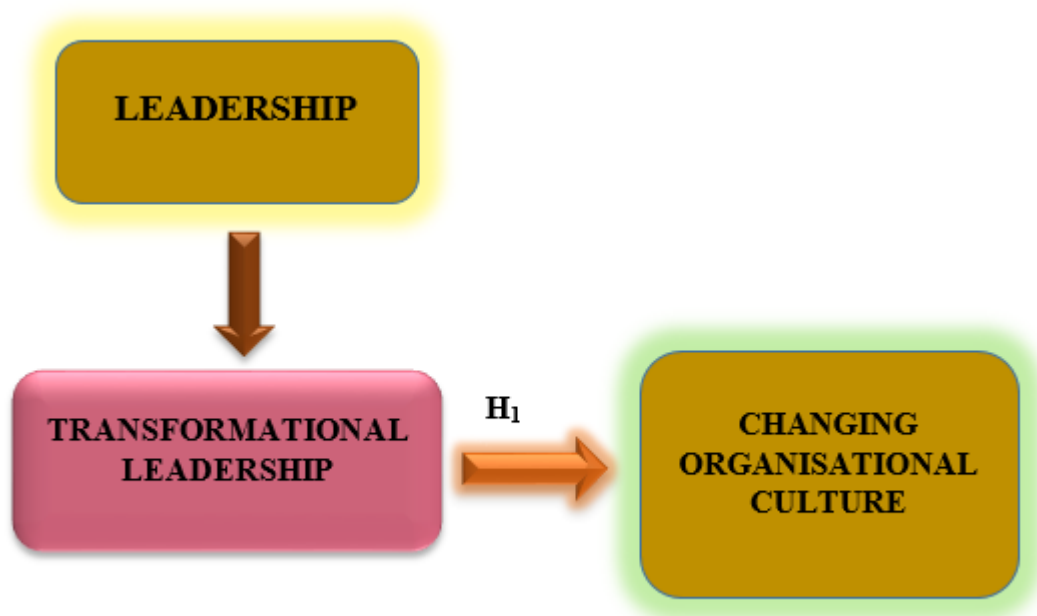 LEADERSHIP
TRANSFORMATIONAL
LEADERSHIP
H₁
CHANGING
ORGANISATIONAL
CULTURE